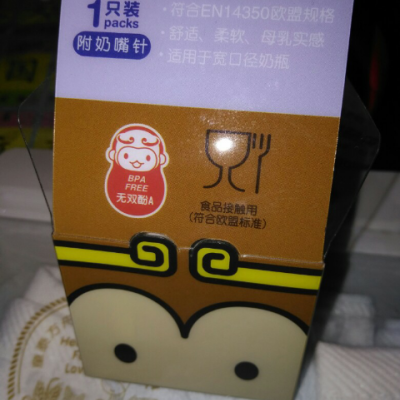 1只装
packs
附奶嘴针
·符合EN14350欧盟规格
·舒适、柔软、母乳实感
·适用于宽口径奶瓶
BPA
FREE
无双酚A
食品接触用
(符合欧盟标准)